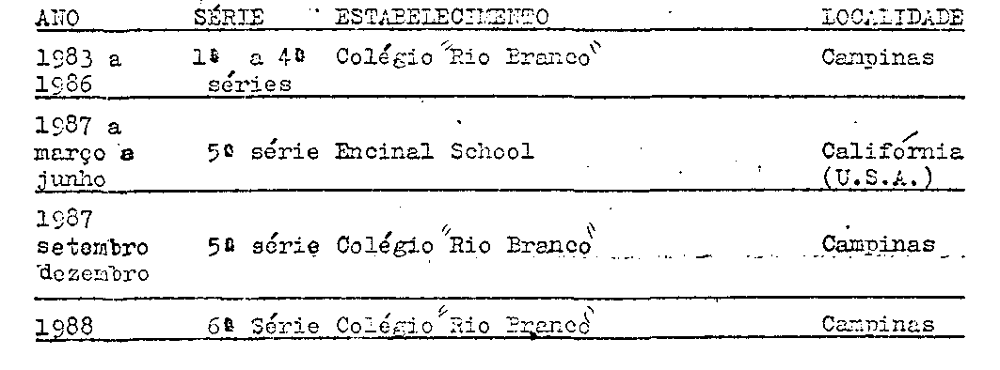 ANO SÉRIE ESTABELECIMENTO LOCALIDADE
1983 a 1ª a 4ª Colégio "Rio Branco" Campinas
1986 séries
1987 a
março a 5ª série Encinal School Califórnia
junho (U.S.A.)
1987
setembro 5ª série Colégio "Rio Branco" Campinas
dezembro
1988 6ª Série Colégio "Rio Branco" Campinas